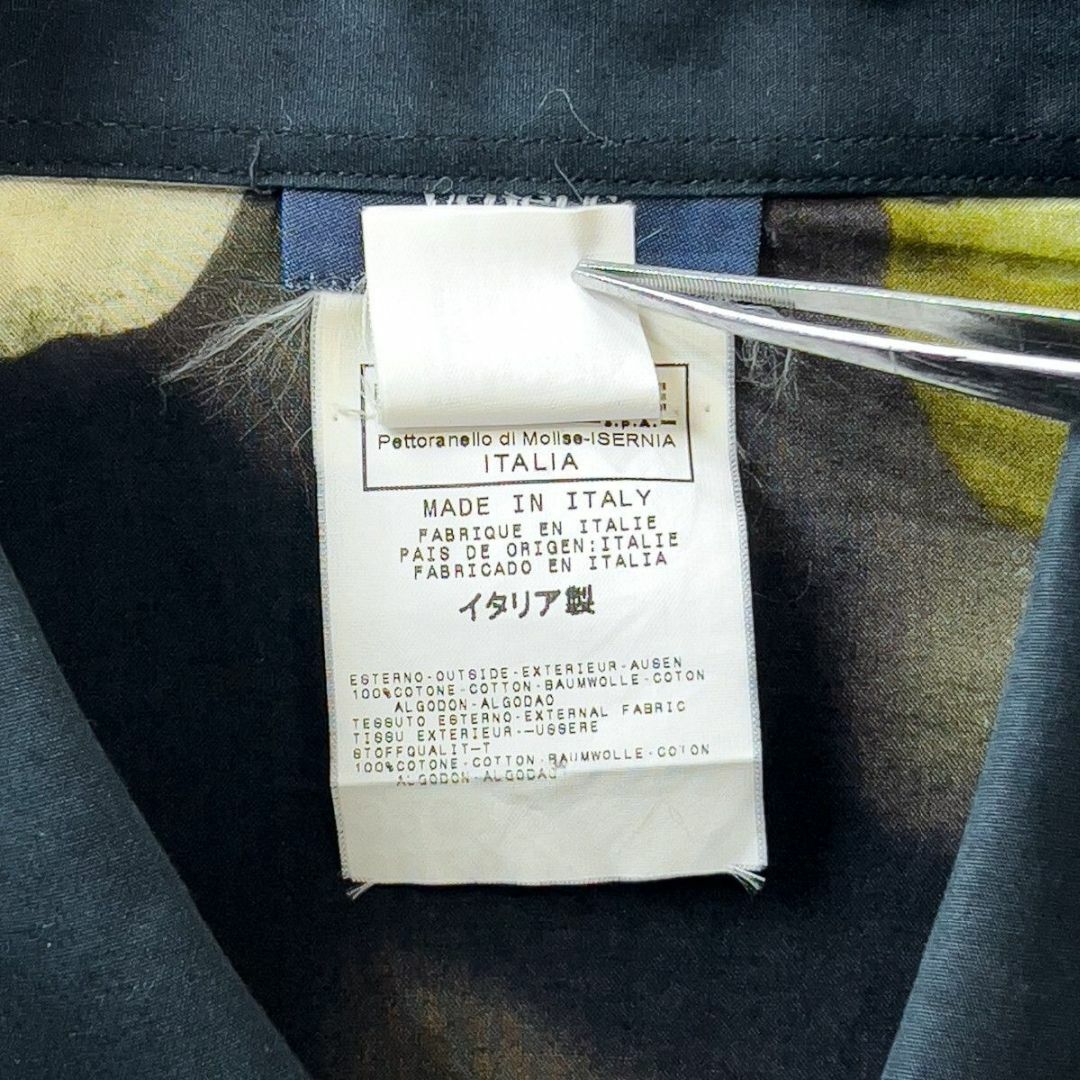 s.p.A.
Pettoranello di Molise-ISERNIA
ITALIA
MADE IN ITALY
FABRIQUE EN ITALIE
PAIS DE ORIGEN:ITALIE
FABRICADO EN ITALIA
イタリア製
ESTERNO-OUTSIDE-EXTERIEUR-AUSEN
100%COTONE-COTTON-BAUMWOLLE-COTON
ALGODON-ALGODAO
TESSUTO ESTERNO-EXTERNAL FABRIC
TISSU EXTERIEUR-—USSERE
STOFFQUALIT—T
100%COTONE-COTTON-BAUMWOLLE-COTON
ALGODON-ALGODAO